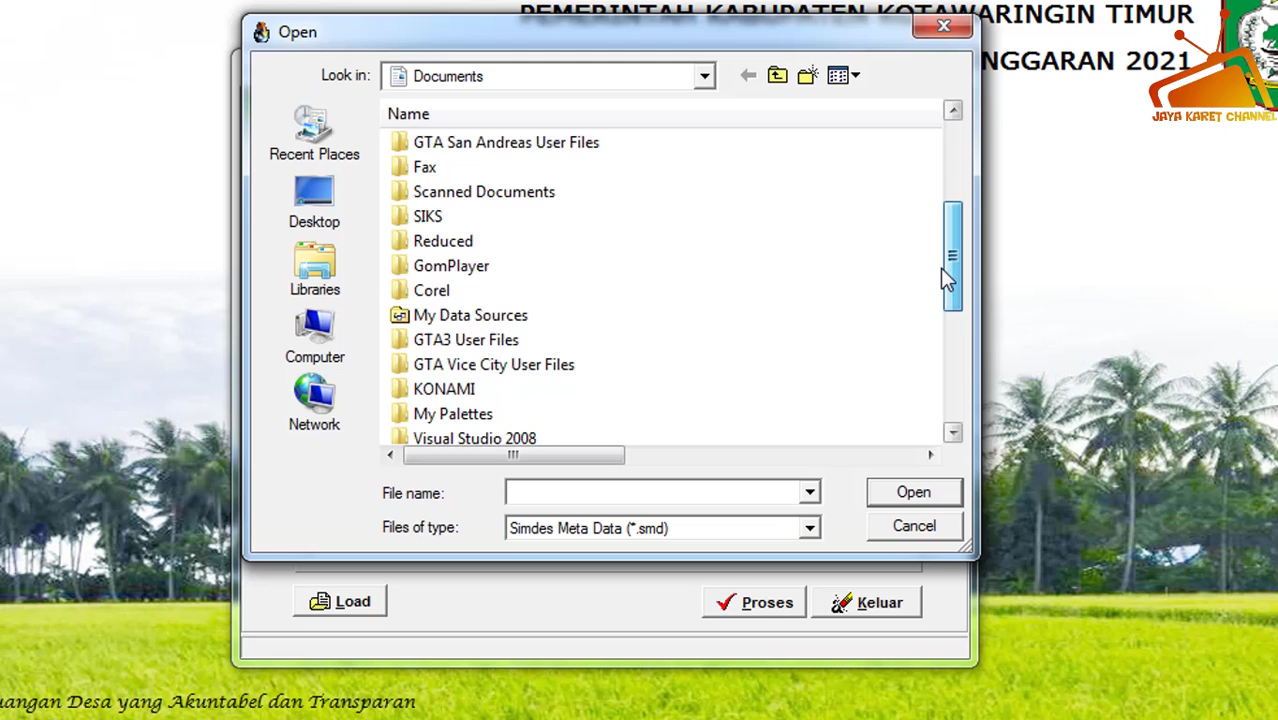 PEMERINTAH KABUPATEN KOTAWARINGIN TIMUR
NGGARAN 2021
JAYA KARET CHANNEL
Open
Look in:
Documents
Name
Recent Places
Desktop
Libraries
Computer
Network
GTA San Andreas User Files
Fax
Scanned Documents
SIKS
Reduced
GomPlayer
Corel
My Data Sources
GTA3 User Files
GTA Vice City User Files
KONAMI
My Palettes
Visual Studio 2008
File name:
Open
Files of type:
Simdes Meta Data (*.smd)
Cancel
Load
Proses
Keluar
uangan Desa yang Akuntabel dan Transparan